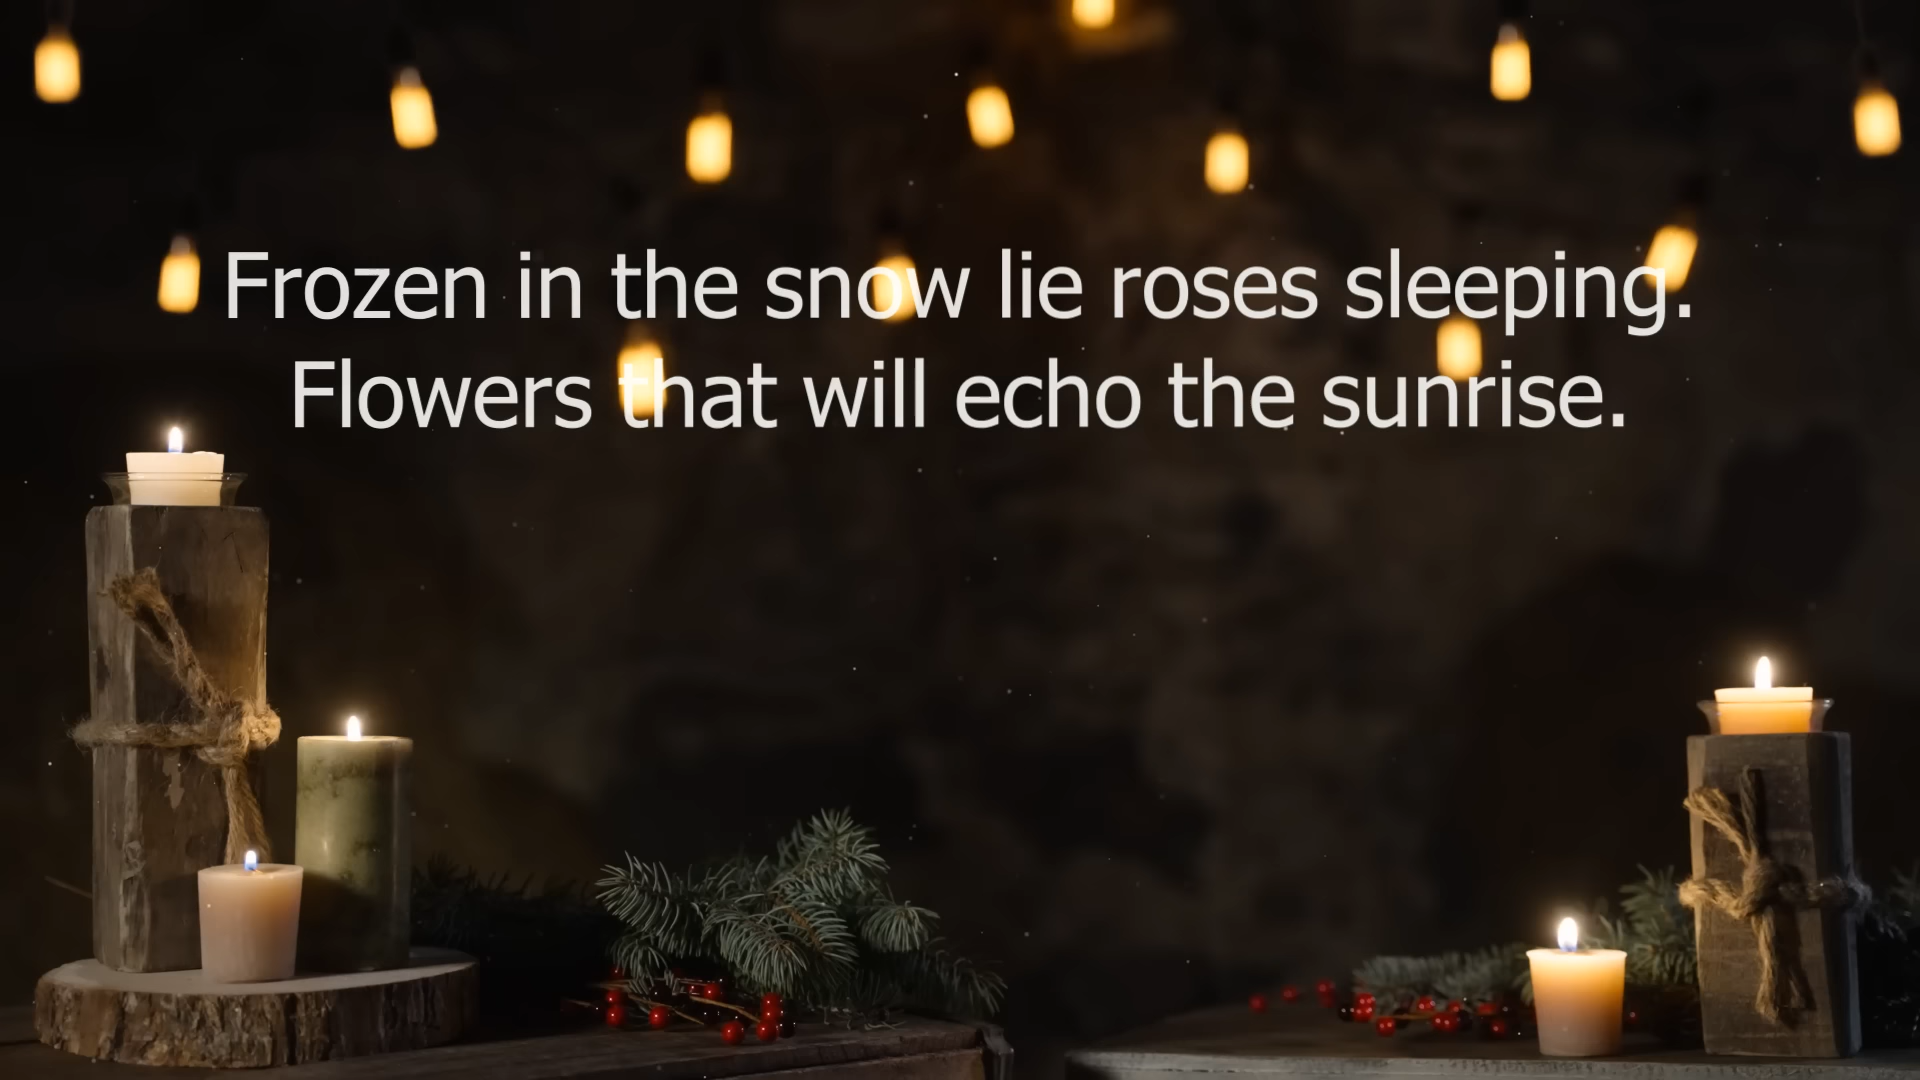 Frozen in the snow lie roses sleeping.
Flowers that will echo the sunrise.